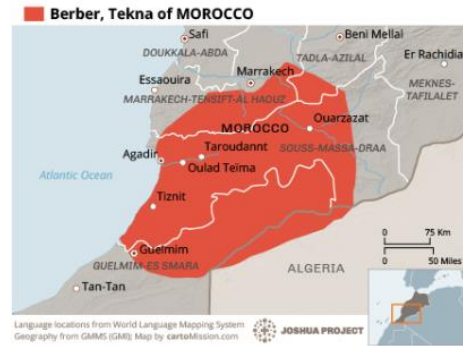 Berber, Tekna of MOROCCO
Safi
DOUKKALA-ABDA
Beni Mellai
TADLA-AZILAL
Er Rachidia
Essaouira
Marrakech
MEKNES-
TAFILALET
MARRAKECH-TENSIFT-AL HAOUZ
MOROCCO
Ouarzazat
Agadir
Taroudannt
SOUSS-MASSA-DRAA
Oulad Teïma
Atlantic Ocean
Tiznit
Guelmim
GUELMIM-ES SMARA
ALGERIA
Tan-Tan
0 75 Km
0 50 Miles
Language locations from World Language Mapping System
Geography from GMMS (GMI); Map by cartoMission.com
JOSHUA PROJECT